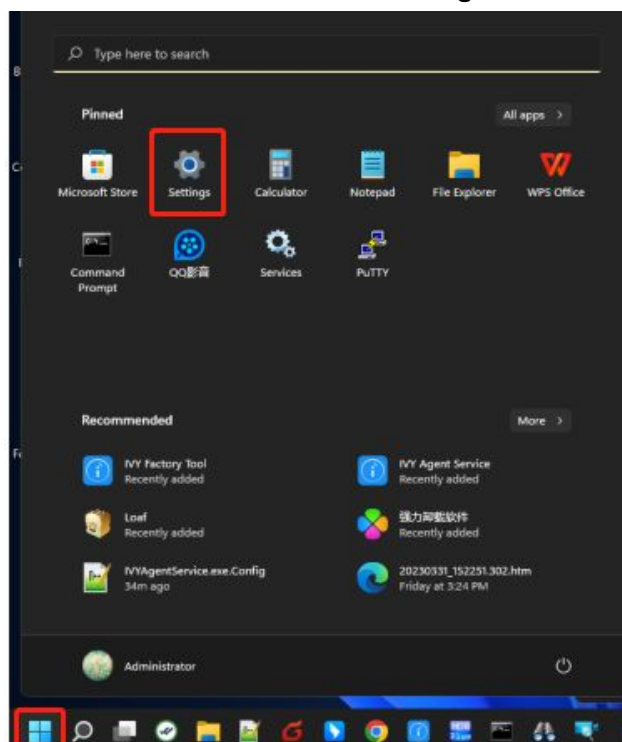 Type here to search
Pinned
All apps >
Microsoft Store
Settings
Calculator
Notepad
File Explorer
WPS Office
Command
Prompt
QQ影音
Services
PuTTY
Recommended
More >
IVY Factory Tool
Recently added
IVY Agent Service
Recently added
Loaf
Recently added
强力卸载软件
Recently added
IVYAgentService.exe.Config
34m ago
20230331_152251.302.htm
Friday at 3:24 PM
Administrator